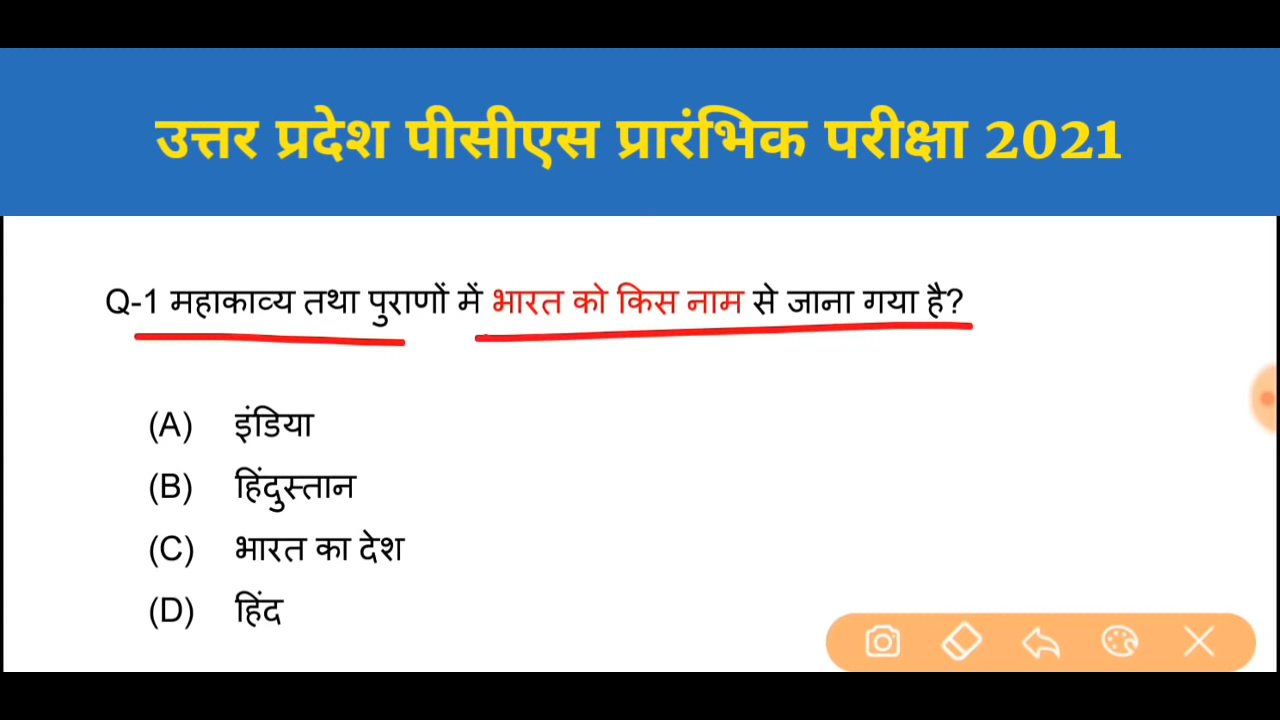 उत्तर प्रदेश पीसीएस प्रारंभिक परीक्षा 2021
Q-1 महाकाव्य तथा पुराणों में भारत को किस नाम से जाना गया है?
(A) इंडिया
(B) हिंदुस्तान
(C) भारत का देश
(D) हिंद